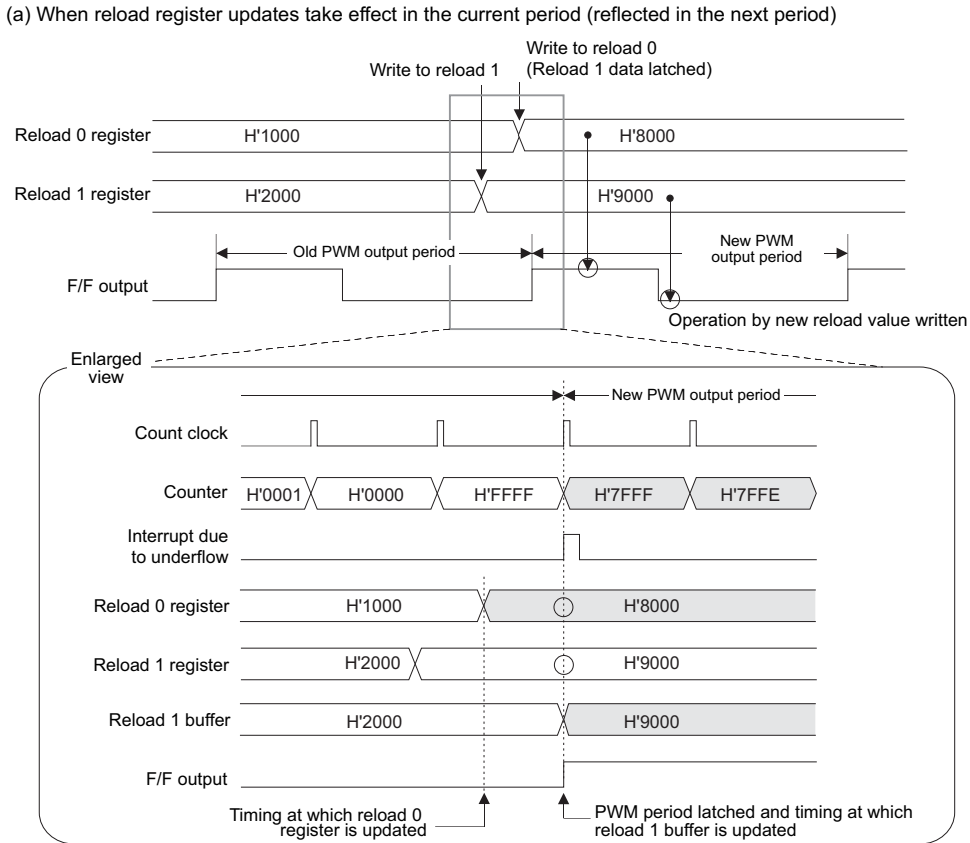 (a) When reload register updates take effect in the current period (reflected in the next period)
Write to reload 0
(Reload 1 data latched)
Write to reload 1
Reload 0 register
H'1000
H'8000
Reload 1 register
H'2000
H'9000
Old PWM output period
New PWM
output period
F/F output
Operation by new reload value written
Enlarged
view
New PWM output period
Count clock
Counter
H'0001
H'0000
H'FFFF
H'7FFF
H'7FFE
Interrupt due
to underflow
Reload 0 register
H'1000
H'8000
Reload 1 register
H'2000
H'9000
Reload 1 buffer
H'2000
H'9000
F/F output
Timing at which reload 0
register is updated
PWM period latched and timing at which
reload 1 buffer is updated